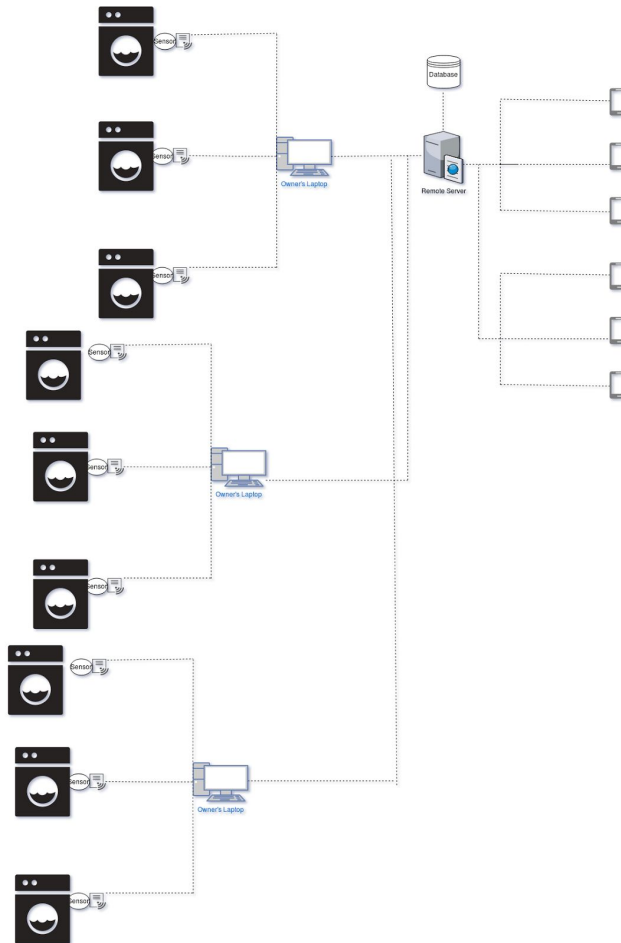 Sensor
Database
Sensor
Owner's Laptop
Remote Server
Sensor
Sensor
Sensor
Owner's Laptop
Sensor
Sensor
Sensor
Owner's Laptop
Sensor